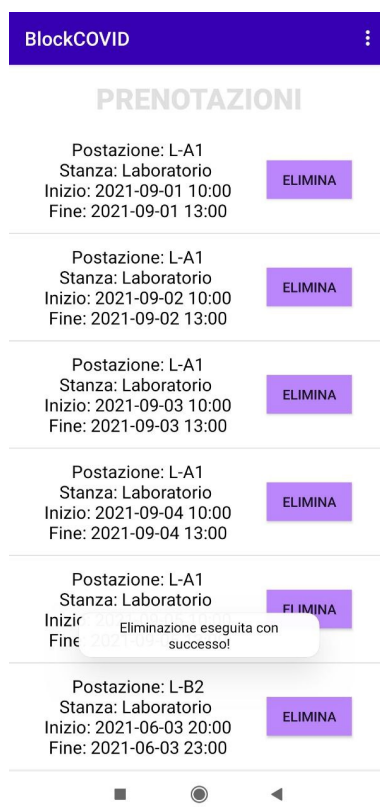 BlockCOVID
PRENOTAZIONI
Postazione: L-A1
Stanza: Laboratorio
Inizio: 2021-09-01 10:00
Fine: 2021-09-01 13:00
ELIMINA
Postazione: L-A1
Stanza: Laboratorio
Inizio: 2021-09-02 10:00
Fine: 2021-09-02 13:00
ELIMINA
Postazione: L-A1
Stanza: Laboratorio
Inizio: 2021-09-03 10:00
Fine: 2021-09-03 13:00
ELIMINA
Postazione: L-A1
Stanza: Laboratorio
Inizio: 2021-09-04 10:00
Fine: 2021-09-04 13:00
ELIMINA
Postazione: L-A1
Stanza: Laboratorio
ELIMINA
Eliminazione eseguita con
successo!
Postazione: L-B2
Stanza: Laboratorio
Inizio: 2021-06-03 20:00
Fine: 2021-06-03 23:00
ELIMINA